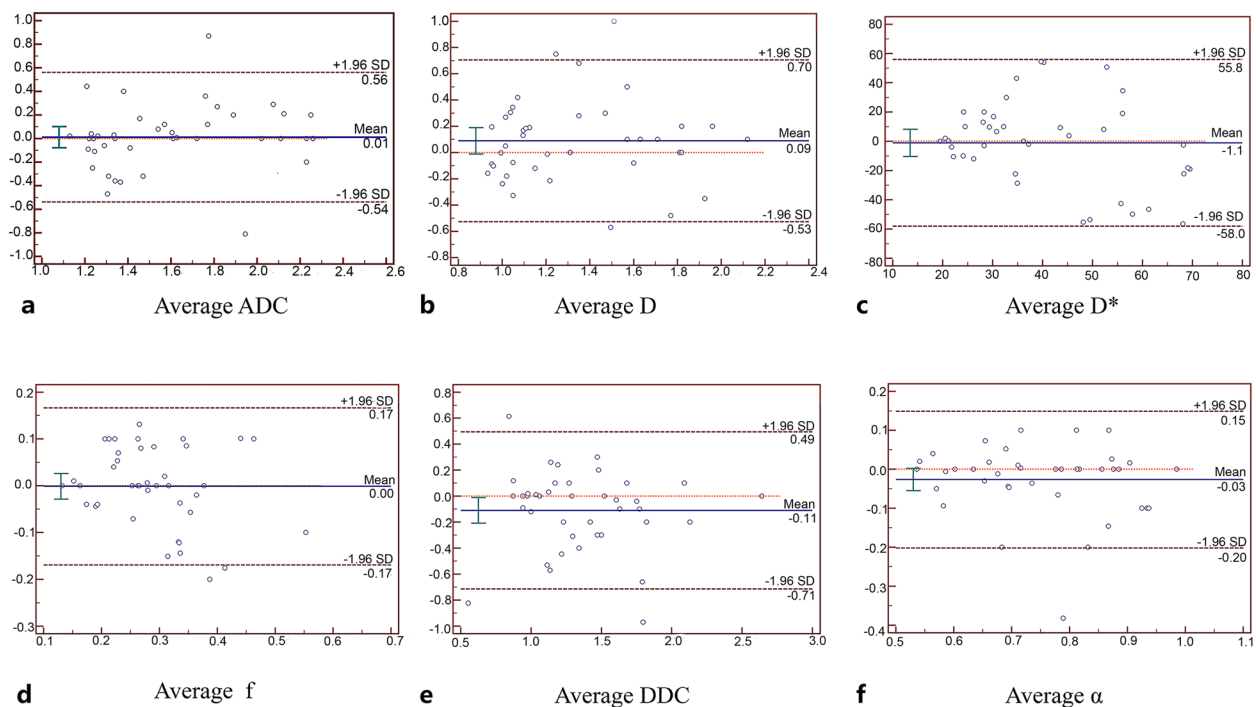 1.0
0.8
0.6
0.4
0.2
0.0
-0.2
-0.4
-0.6
-0.8
-1.0
1.0 1.2 1.4 1.6 1.8 2.0 2.2 2.4 2.6
+1.96 SD
0.56
Mean
0.01
-1.96 SD
-0.54
a Average ADC
1.0
0.8
0.6
0.4
0.2
0.0
-0.2
-0.4
-0.6
-0.8
0.8 1.0 1.2 1.4 1.6 1.8 2.0 2.2 2.4
+1.96 SD
0.70
Mean
0.09
-1.96 SD
-0.53
b Average D
80
60
40
20
0
-20
-40
-60
-80
10 20 30 40 50 60 70 80
+1.96 SD
55.8
Mean
-1.1
-1.96 SD
-58.0
c Average D*
0.2
0.1
0.0
-0.1
-0.2
-0.3
0.1 0.2 0.3 0.4 0.5 0.6 0.7
+1.96 SD
0.17
Mean
0.00
-1.96 SD
-0.17
d Average f
0.8
0.6
0.4
0.2
0.0
-0.2
-0.4
-0.6
-0.8
-1.0
0.5 1.0 1.5 2.0 2.5 3.0
+1.96 SD
0.49
Mean
-0.11
-1.96 SD
-0.71
e Average DDC
0.2
0.1
0.0
-0.1
-0.2
-0.3
-0.4
0.5 0.6 0.7 0.8 0.9 1.0 1.1
+1.96 SD
0.15
Mean
-0.03
-1.96 SD
-0.20
f Average α